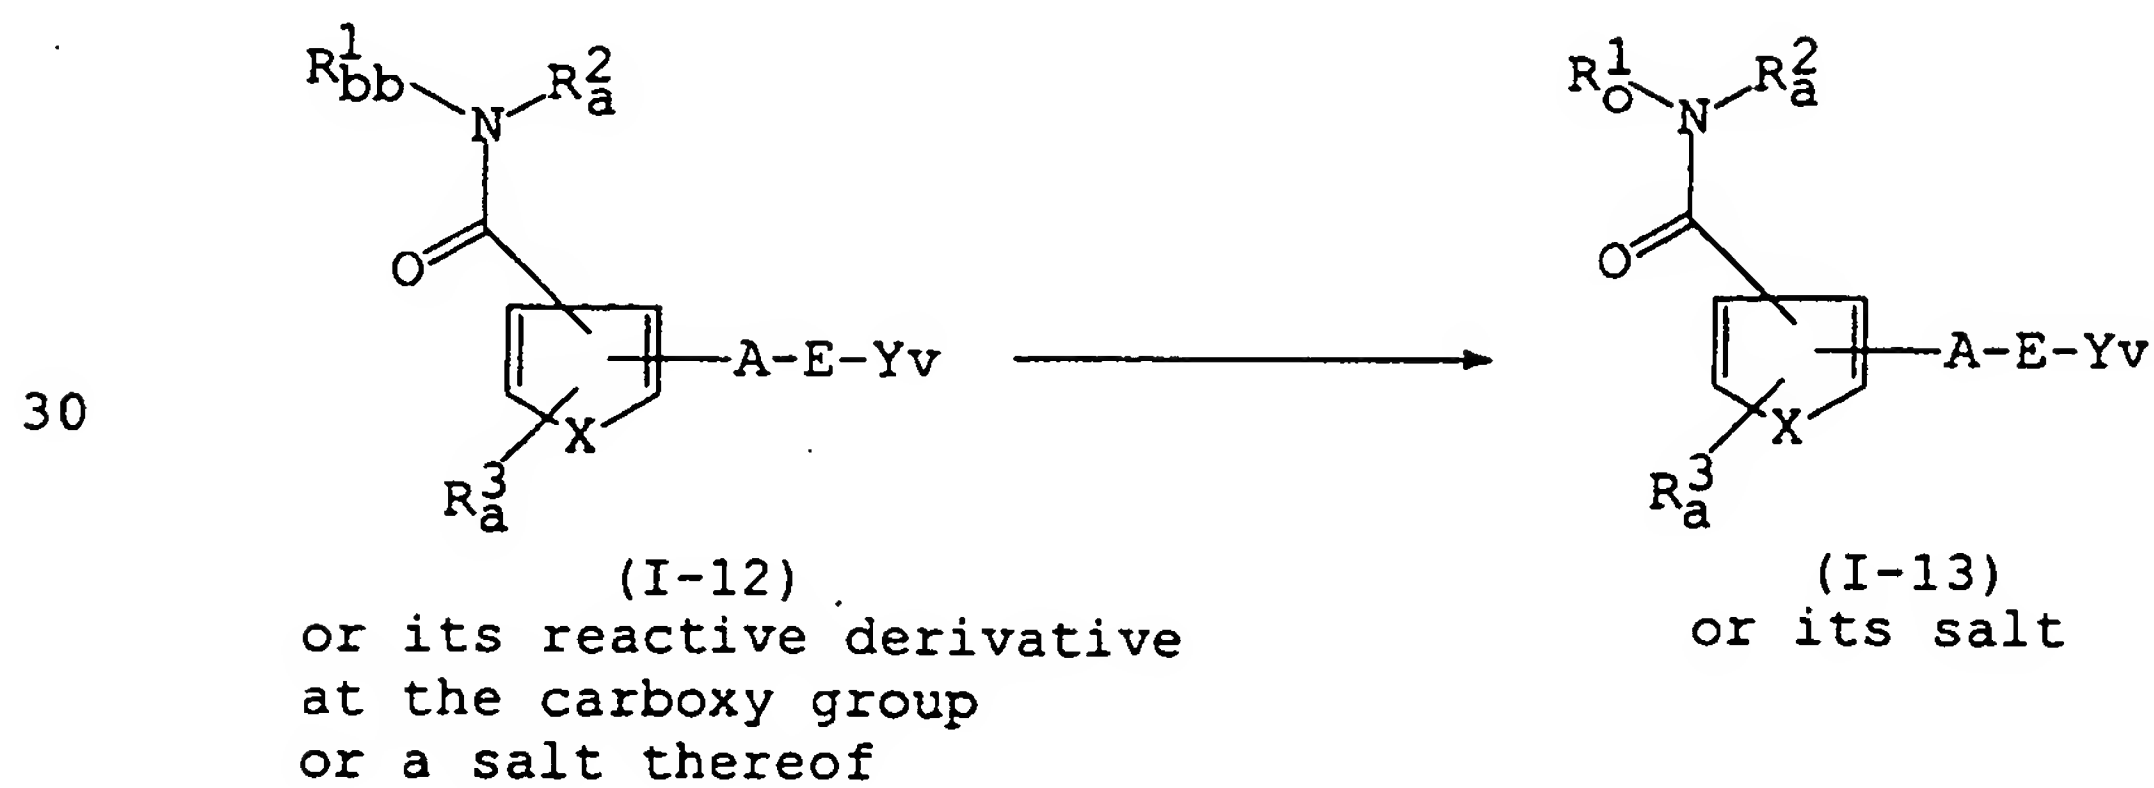 R1bb
R2a
N
O
A-E-Yv
X
R3a
R1o
R2a
N
O
A-E-Yv
X
R3a
30
(I-12)
or its reactive derivative
at the carboxy group
or a salt thereof
(I-13)
or its salt